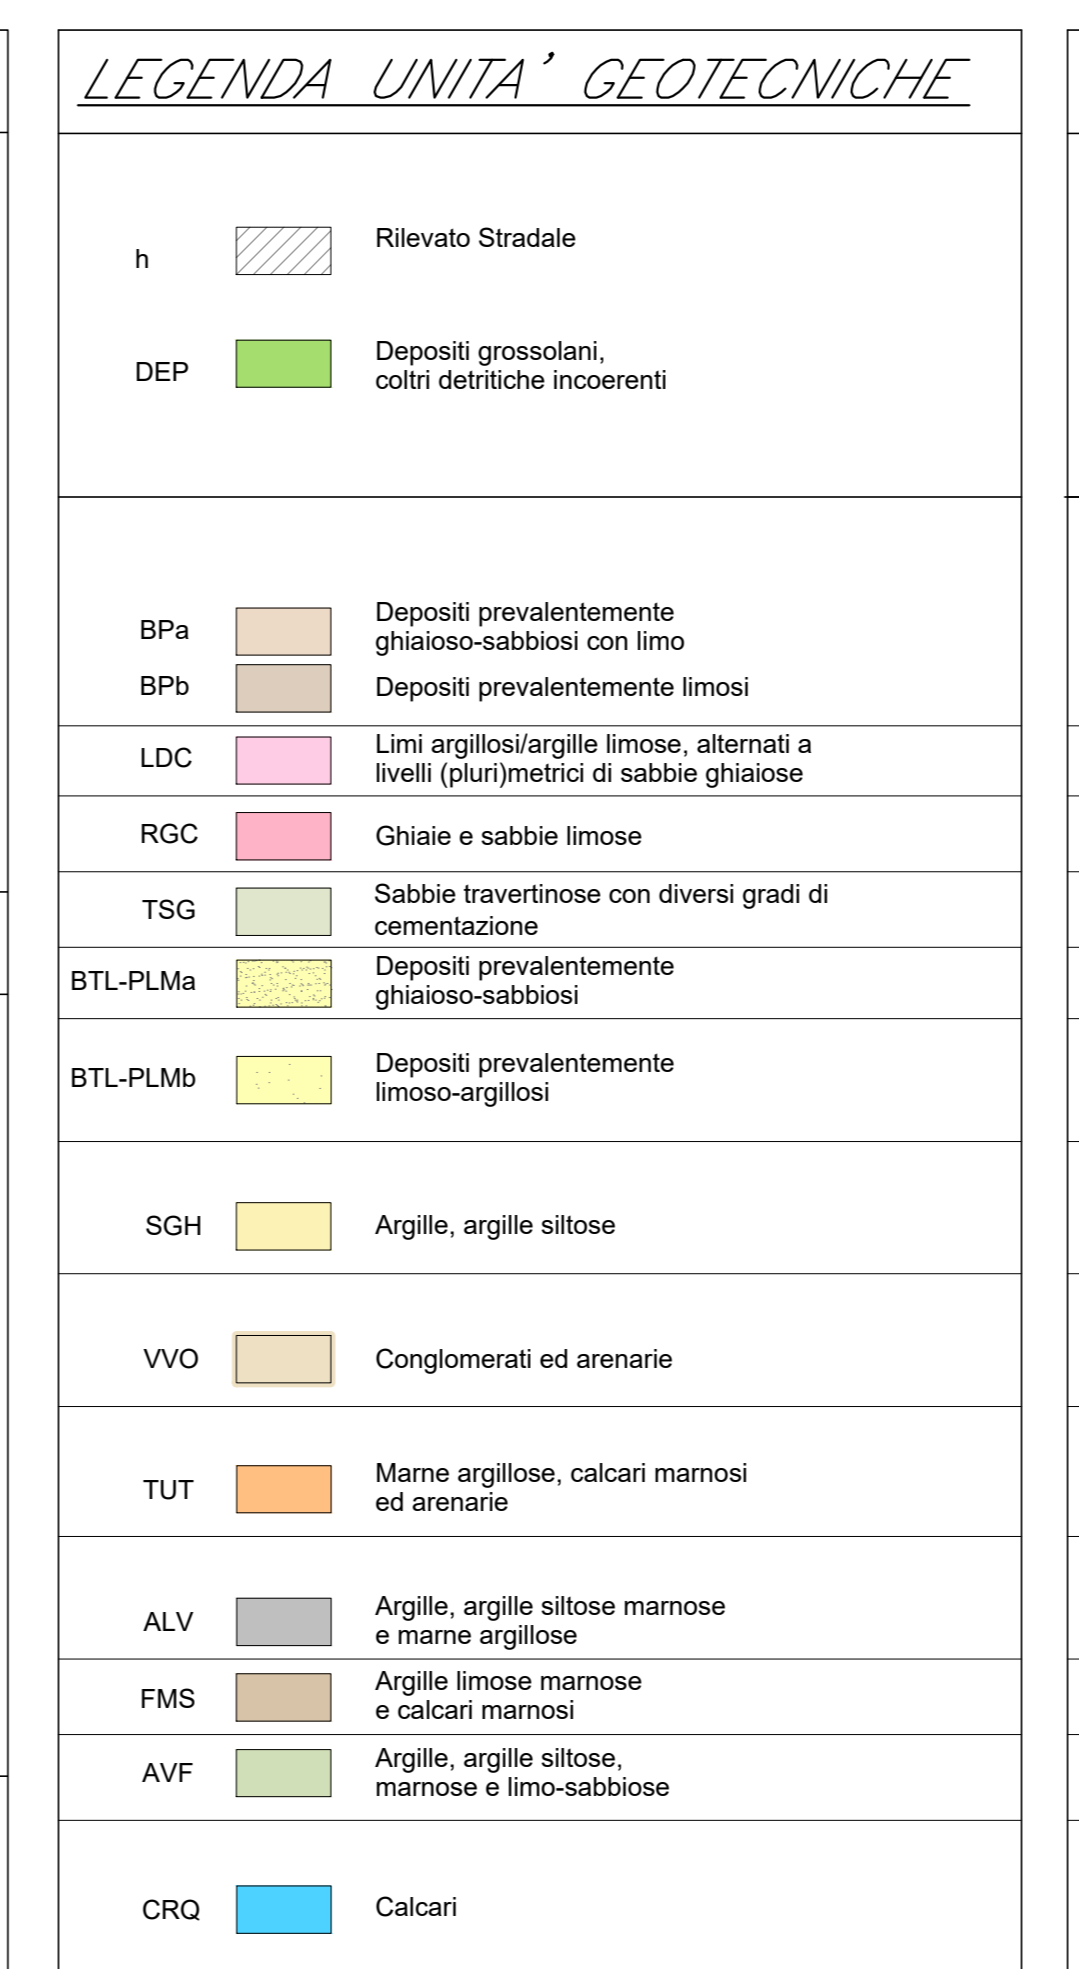 LEGENDA UNITA' GEOTECNICHE
h
Rilevato Stradale
DEP
Depositi grossolani,
coltri detritiche incoerenti
BPa
Depositi prevalentemente
ghiaioso-sabbiosi con limo
BPb
Depositi prevalentemente limosi
LDC
Limi argillosi/argille limose, alternati a
livelli (pluri)metrici di sabbie ghiaiose
RGC
Ghiaie e sabbie limose
TSG
Sabbie travertinose con diversi gradi di
cementazione
BTL-PLMa
Depositi prevalentemente
ghiaioso-sabbiosi
BTL-PLMb
Depositi prevalentemente
limoso-argillosi
SGH
Argille, argille siltose
VVO
Conglomerati ed arenarie
TUT
Marne argillose, calcari marnosi
ed arenarie
ALV
Argille, argille siltose marnose
e marne argillose
FMS
Argille limose marnose
e calcari marnosi
AVF
Argille, argille siltose,
marnose e limo-sabbiose
CRQ
Calcari